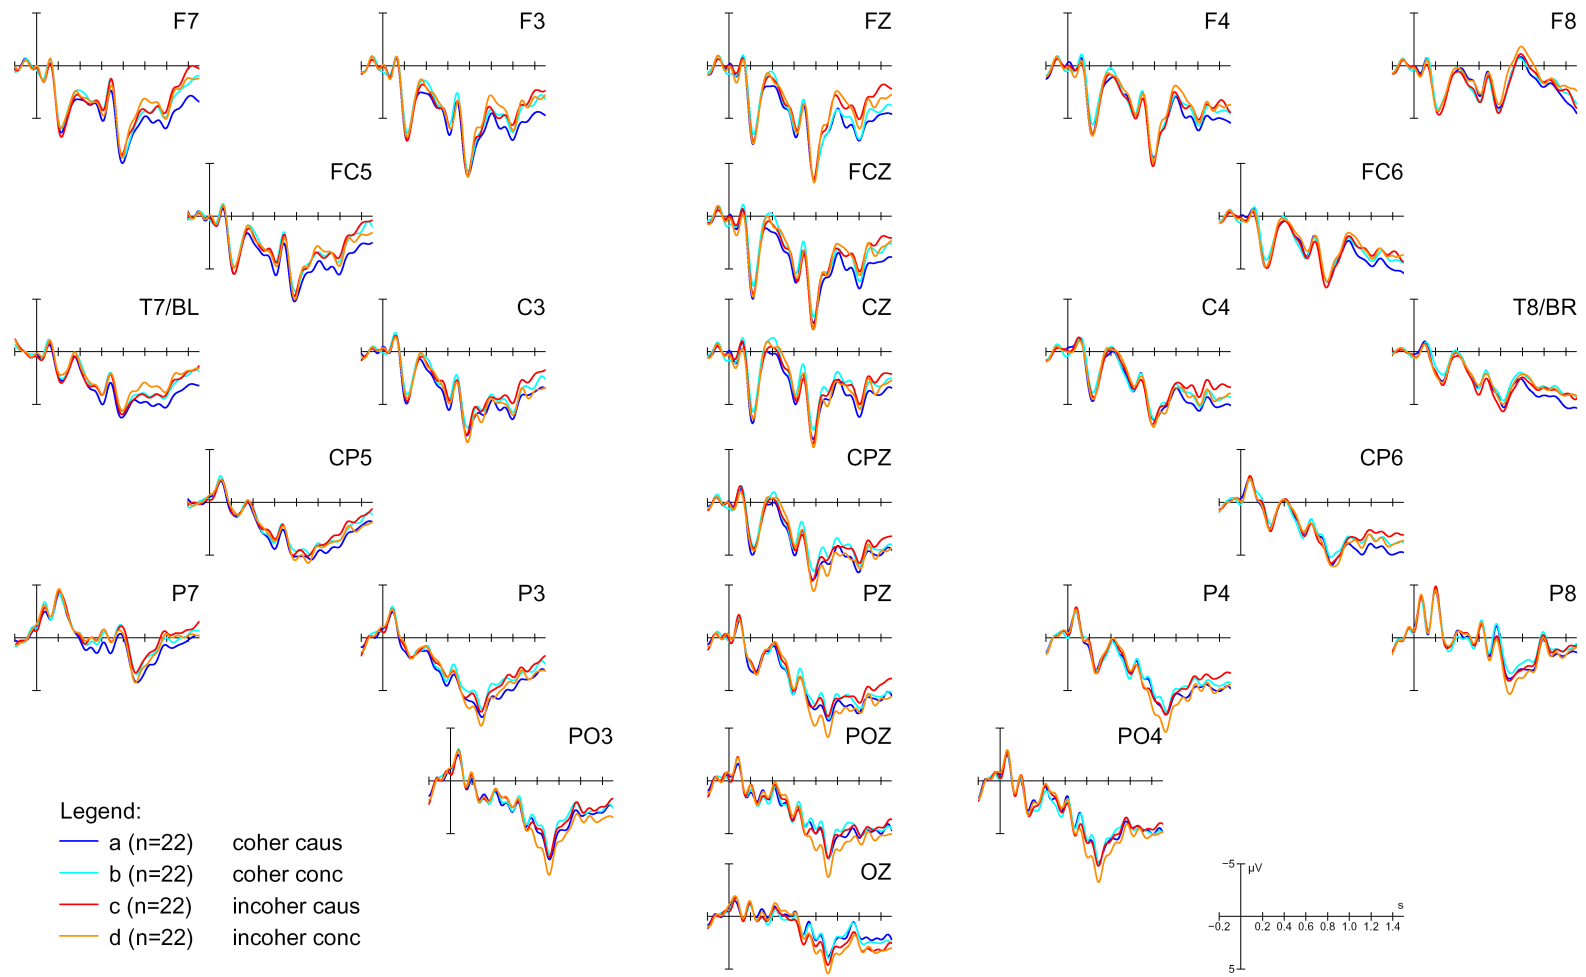 F7 F3 FZ F4 F8
FC5 FCZ FC6
T7/BL C3 CZ C4 T8/BR
CP5 CPZ CP6
P7 P3 PZ P4 P8
PO3 POZ PO4
Legend:
a (n=22) coher caus
b (n=22) coher conc
c (n=22) incoher caus
d (n=22) incoher conc
OZ
−5
µV
s
−0.2 0.2 0.4 0.6 0.8 1.0 1.2 1.4
5